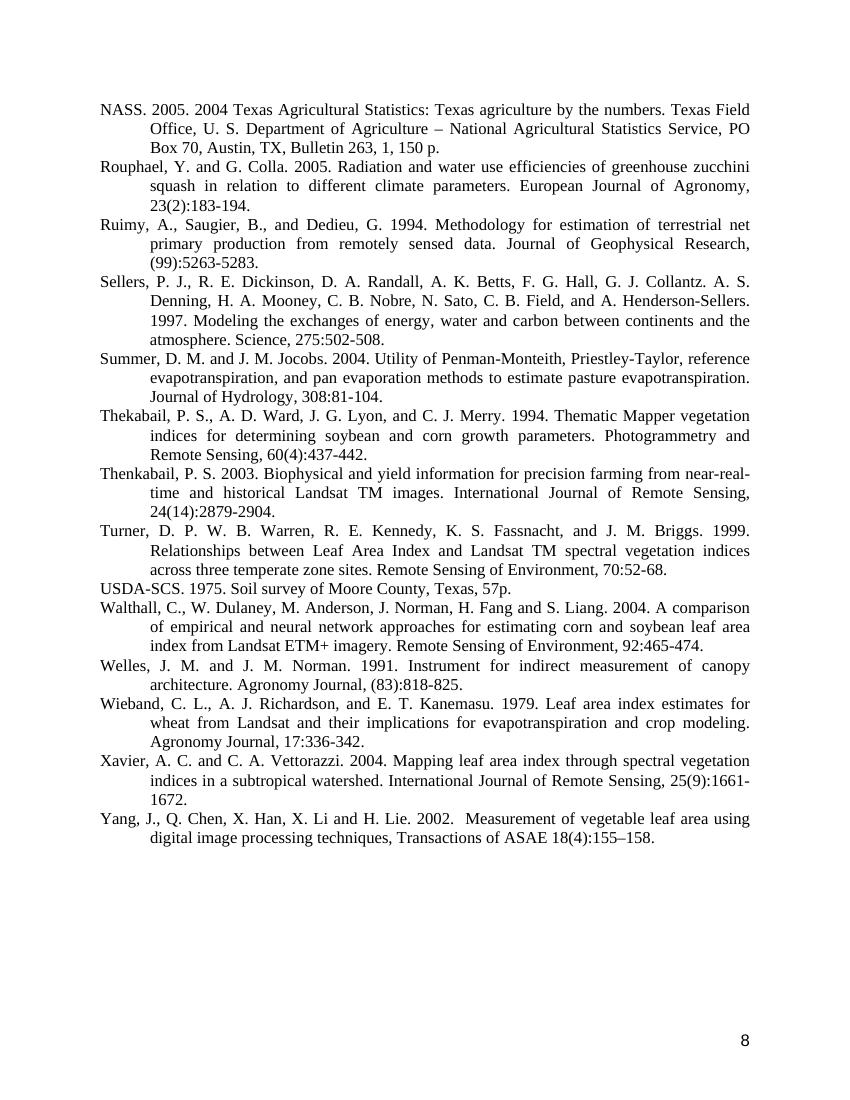 NASS. 2005. 2004 Texas Agricultural Statistics: Texas agriculture by the numbers. Texas Field
Office, U. S. Department of Agriculture – National Agricultural Statistics Service, PO
Box 70, Austin, TX, Bulletin 263, 1, 150 p.
Rouphael, Y. and G. Colla. 2005. Radiation and water use efficiencies of greenhouse zucchini
squash in relation to different climate parameters. European Journal of Agronomy,
23(2):183-194.
Ruimy, A., Saugier, B., and Dedieu, G. 1994. Methodology for estimation of terrestrial net
primary production from remotely sensed data. Journal of Geophysical Research,
(99):5263-5283.
Sellers, P. J., R. E. Dickinson, D. A. Randall, A. K. Betts, F. G. Hall, G. J. Collantz. A. S.
Denning, H. A. Mooney, C. B. Nobre, N. Sato, C. B. Field, and A. Henderson-Sellers.
1997. Modeling the exchanges of energy, water and carbon between continents and the
atmosphere. Science, 275:502-508.
Summer, D. M. and J. M. Jocobs. 2004. Utility of Penman-Monteith, Priestley-Taylor, reference
evapotranspiration, and pan evaporation methods to estimate pasture evapotranspiration.
Journal of Hydrology, 308:81-104.
Thekabail, P. S., A. D. Ward, J. G. Lyon, and C. J. Merry. 1994. Thematic Mapper vegetation
indices for determining soybean and corn growth parameters. Photogrammetry and
Remote Sensing, 60(4):437-442.
Thenkabail, P. S. 2003. Biophysical and yield information for precision farming from near-real-
time and historical Landsat TM images. International Journal of Remote Sensing,
24(14):2879-2904.
Turner, D. P. W. B. Warren, R. E. Kennedy, K. S. Fassnacht, and J. M. Briggs. 1999.
Relationships between Leaf Area Index and Landsat TM spectral vegetation indices
across three temperate zone sites. Remote Sensing of Environment, 70:52-68.
USDA-SCS. 1975. Soil survey of Moore County, Texas, 57p.
Walthall, C., W. Dulaney, M. Anderson, J. Norman, H. Fang and S. Liang. 2004. A comparison
of empirical and neural network approaches for estimating corn and soybean leaf area
index from Landsat ETM+ imagery. Remote Sensing of Environment, 92:465-474.
Welles, J. M. and J. M. Norman. 1991. Instrument for indirect measurement of canopy
architecture. Agronomy Journal, (83):818-825.
Wieband, C. L., A. J. Richardson, and E. T. Kanemasu. 1979. Leaf area index estimates for
wheat from Landsat and their implications for evapotranspiration and crop modeling.
Agronomy Journal, 17:336-342.
Xavier, A. C. and C. A. Vettorazzi. 2004. Mapping leaf area index through spectral vegetation
indices in a subtropical watershed. International Journal of Remote Sensing, 25(9):1661-
1672.
Yang, J., Q. Chen, X. Han, X. Li and H. Lie. 2002.  Measurement of vegetable leaf area using
digital image processing techniques, Transactions of ASAE 18(4):155–158.
8